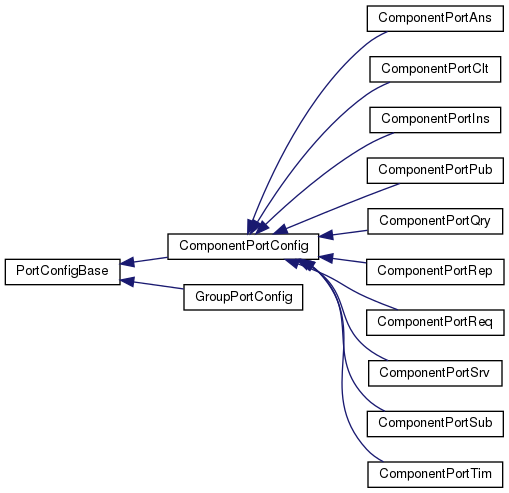 ComponentPortAns
ComponentPortClt
ComponentPortIns
ComponentPortPub
ComponentPortQry
ComponentPortConfig
PortConfigBase
ComponentPortRep
GroupPortConfig
ComponentPortReq
ComponentPortSrv
ComponentPortSub
ComponentPortTim